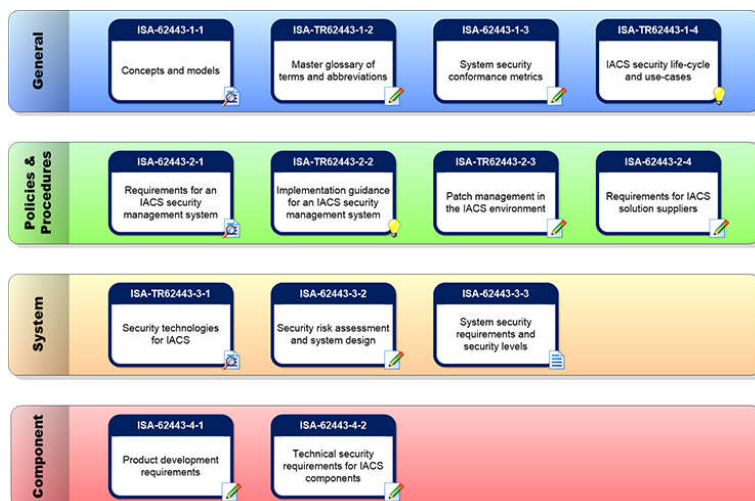 General
ISA-62443-1-1
Concepts and models
ISA-TR62443-1-2
Master glossary of
terms and abbreviations
ISA-62443-1-3
System security
conformance metrics
ISA-TR62443-1-4
IACS security life-cycle
and use-cases
Policies &
Procedures
ISA-62443-2-1
Requirements for an
IACS security
management system
ISA-TR62443-2-2
Implementation guidance
for an IACS security
management system
ISA-TR62443-2-3
Patch management in
the IACS environment
ISA-62443-2-4
Requirements for IACS
solution suppliers
System
ISA-TR62443-3-1
Security technologies
for IACS
ISA-62443-3-2
Security risk assessment
and system design
ISA-62443-3-3
System security
requirements and
security levels
Component
ISA-62443-4-1
Product development
requirements
ISA-62443-4-2
Technical security
requirements for IACS
components